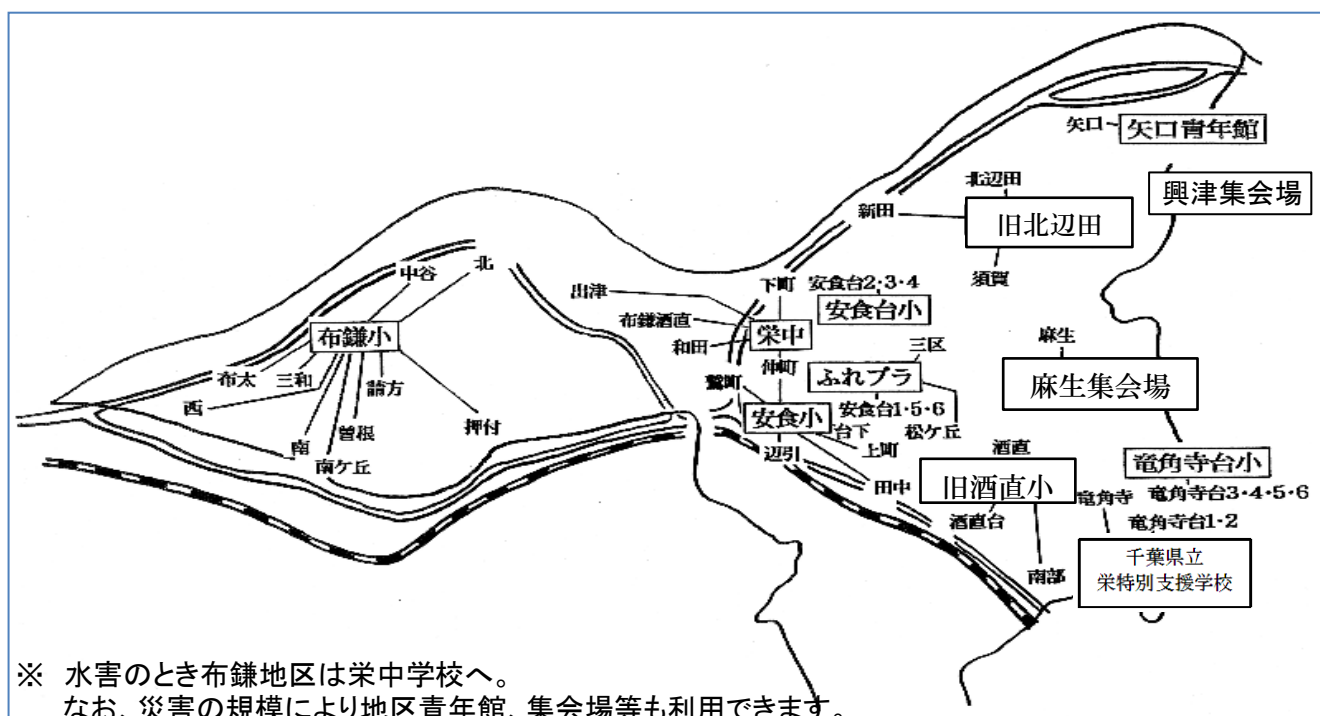 矢口
矢口青年館
北辺田
興津集会場
新田
旧北辺田
須賀
北
中谷
出津
下町
安食台2・3・4
安食台小
布鎌酒直
栄中
和田
布鎌小
三区
麻生
仲町
ふれプラ
麻生集会場
布太
三和
請方
鷲町
西
安食台1・5・6
安食小
台下
松ケ丘
曽根
押付
上町
南
酒直
辺引
竜角寺台小
南ケ丘
田中
旧酒直小
竜角寺
竜角寺台3・4・5・6
酒直台
竜角寺台1・2
千葉県立
栄特別支援学校
南部
※ 水害のとき布鎌地区は栄中学校へ。
なお、災害の規模により地区青年館、集会場等も利用できます。